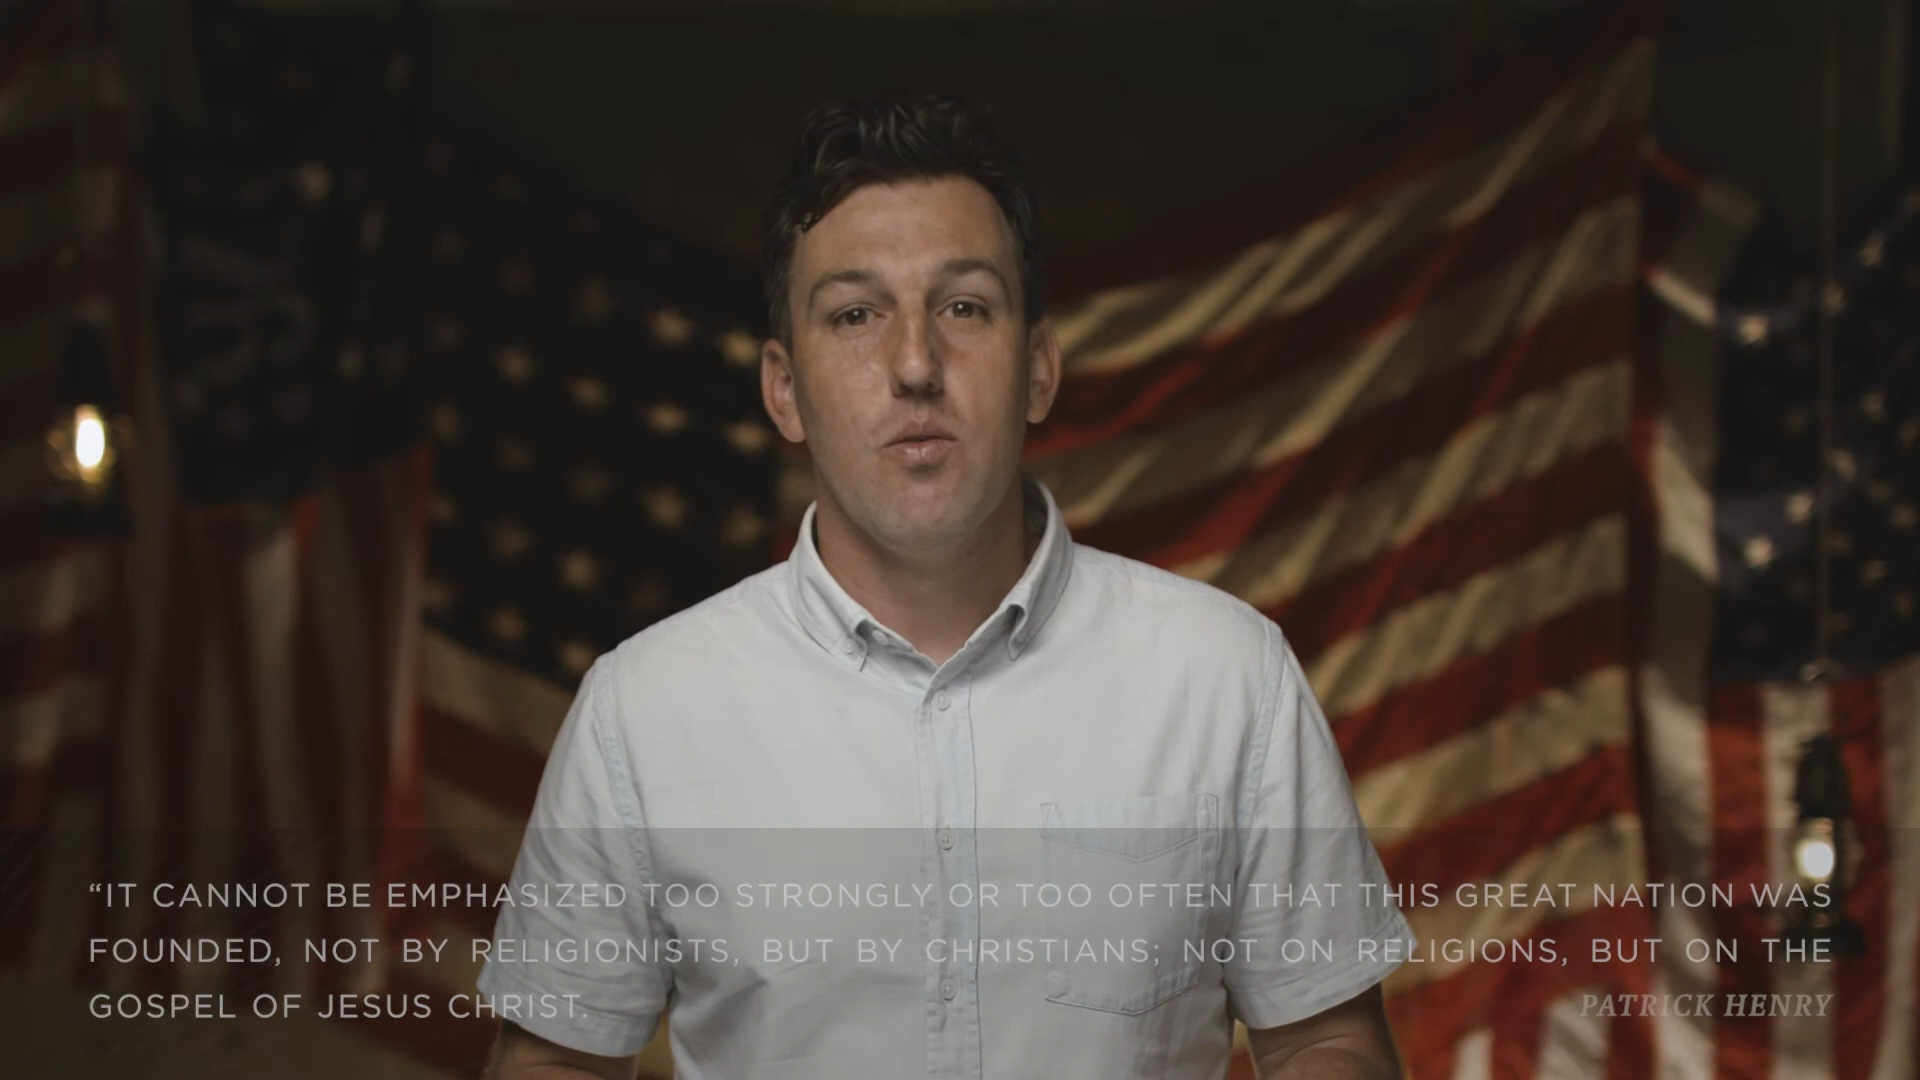 “IT CANNOT BE EMPHASIZED TOO STRONGLY OR TOO OFTEN THAT THIS GREAT NATION WAS
FOUNDED, NOT BY RELIGIONISTS, BUT BY CHRISTIANS; NOT ON RELIGIONS, BUT ON THE
GOSPEL OF JESUS CHRIST.
PATRICK HENRY